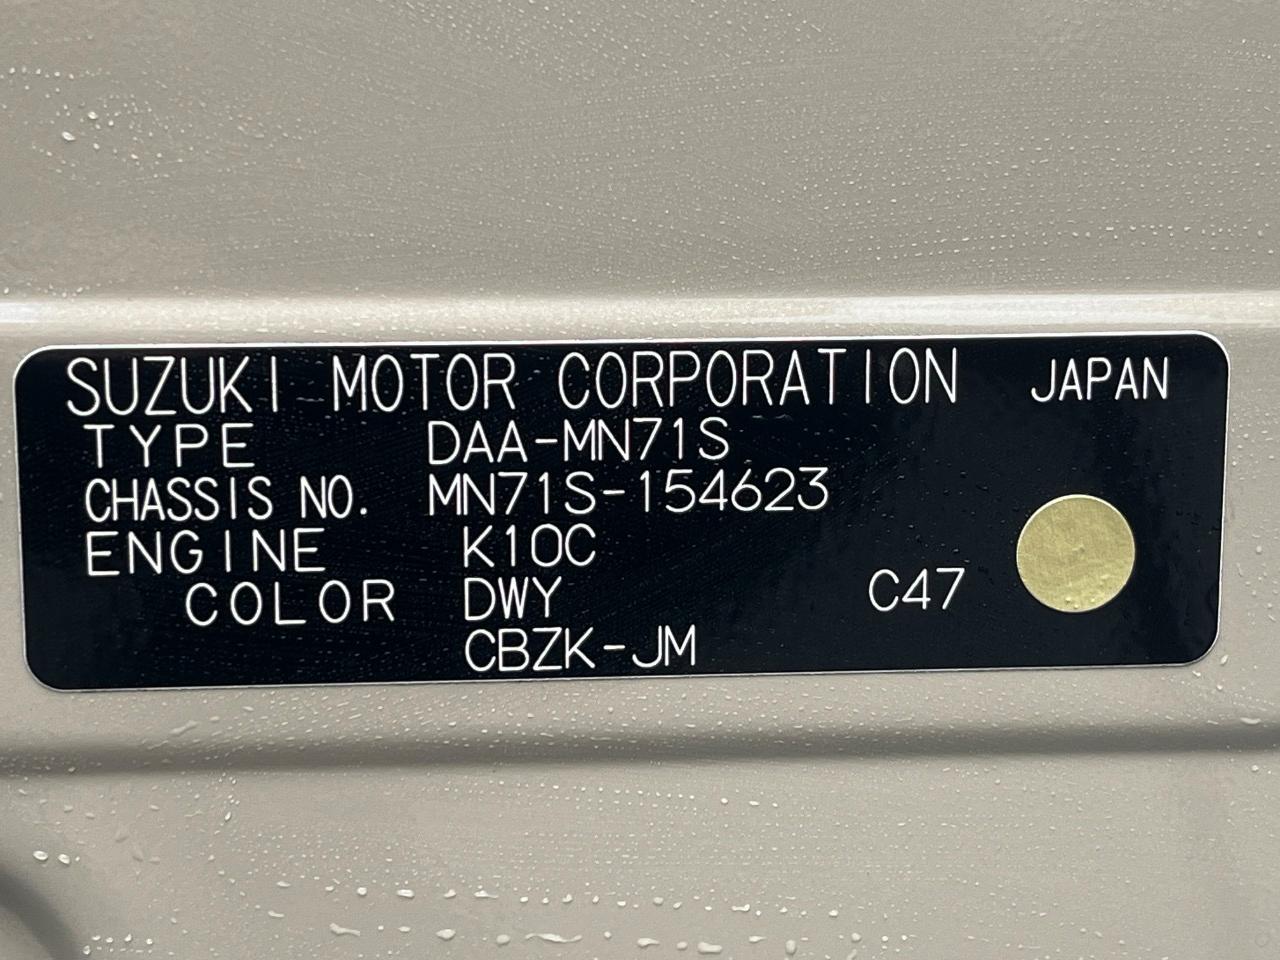 SUZUKI MOTOR CORPORATION JAPAN
TYPE DAA-MN71S
CHASSIS NO. MN71S-154623
ENGINE K10C
COLOR DWY C47
CBZK-JM